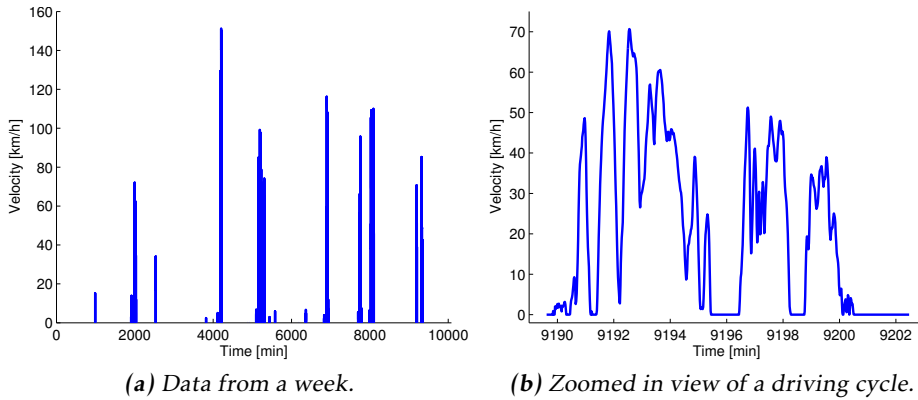 160
140
120
100
80
60
40
20
0
Velocity [km/h]
0 2000 4000 6000 8000 10000
Time [min]
(a) Data from a week.
70
60
50
40
30
20
10
0
Velocity [km/h]
9190 9192 9194 9196 9198 9200 9202
Time [min]
(b) Zoomed in view of a driving cycle.